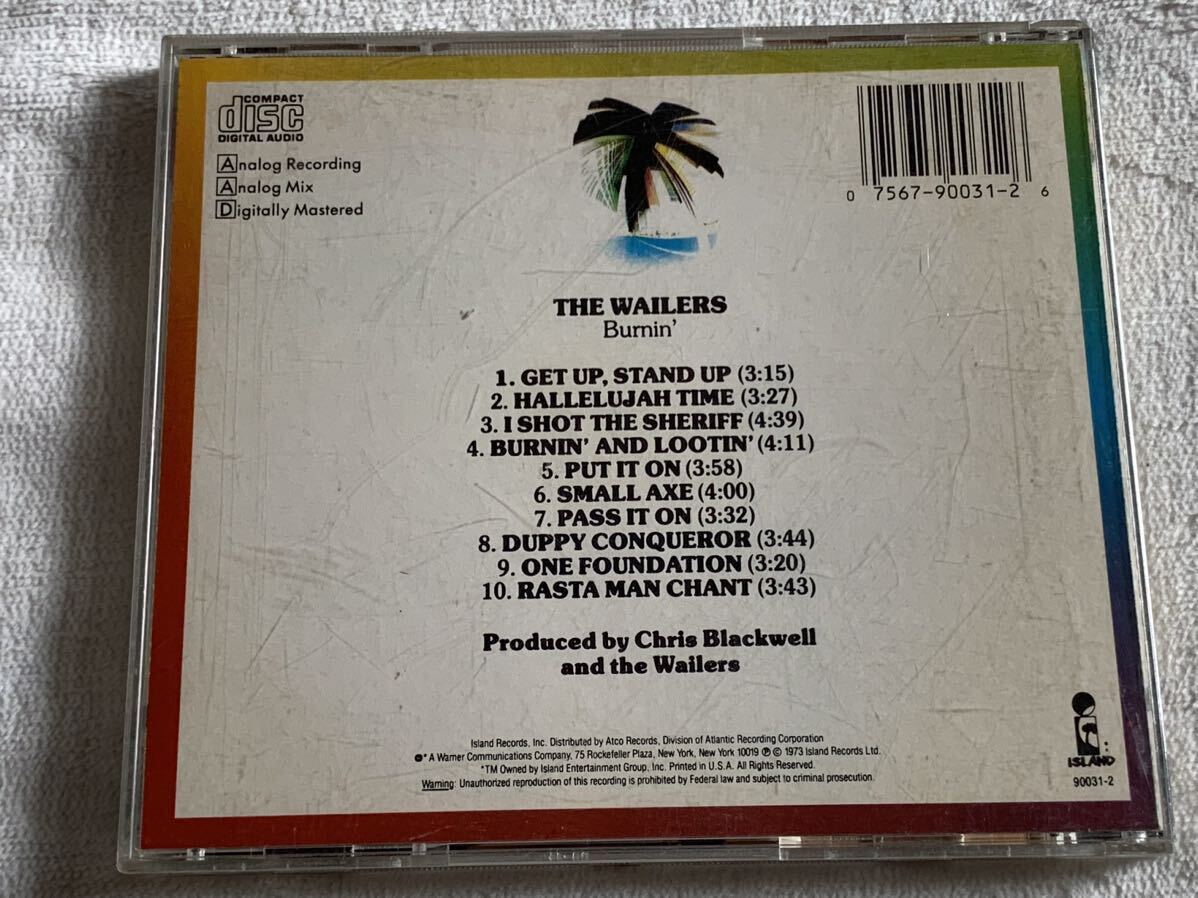 COMPACT
disc
DIGITAL AUDIO
Analog Recording
Analog Mix
Digitally Mastered
0 7567-90031-2 6
THE WAILERS
Burnin'
1. GET UP, STAND UP (3:15)
2. HALLELUJAH TIME (3:27)
3. I SHOT THE SHERIFF (4:39)
4. BURNIN' AND LOOTIN' (4:11)
5. PUT IT ON (3:58)
6. SMALL AXE (4:00)
7. PASS IT ON (3:32)
8. DUPPY CONQUEROR (3:44)
9. ONE FOUNDATION (3:20)
10. RASTA MAN CHANT (3:43)
Produced by Chris Blackwell
and the Wailers
Island Records, Inc. Distributed by Atco Records, Division of Atlantic Recording Corporation
* A Warner Communications Company, 75 Rockefeller Plaza, New York, New York 10019 ℗ © 1973 Island Records Ltd.
*TM Owned by Island Entertainment Group, Inc. Printed in U.S.A. All Rights Reserved.
Warning: Unauthorized reproduction of this recording is prohibited by Federal law and subject to criminal prosecution.
ISLAND
90031-2